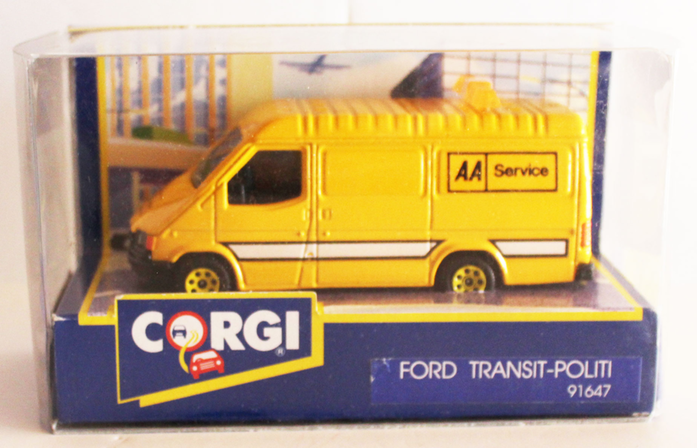 AA Service
CORGI®
FORD TRANSIT-POLITI
91647